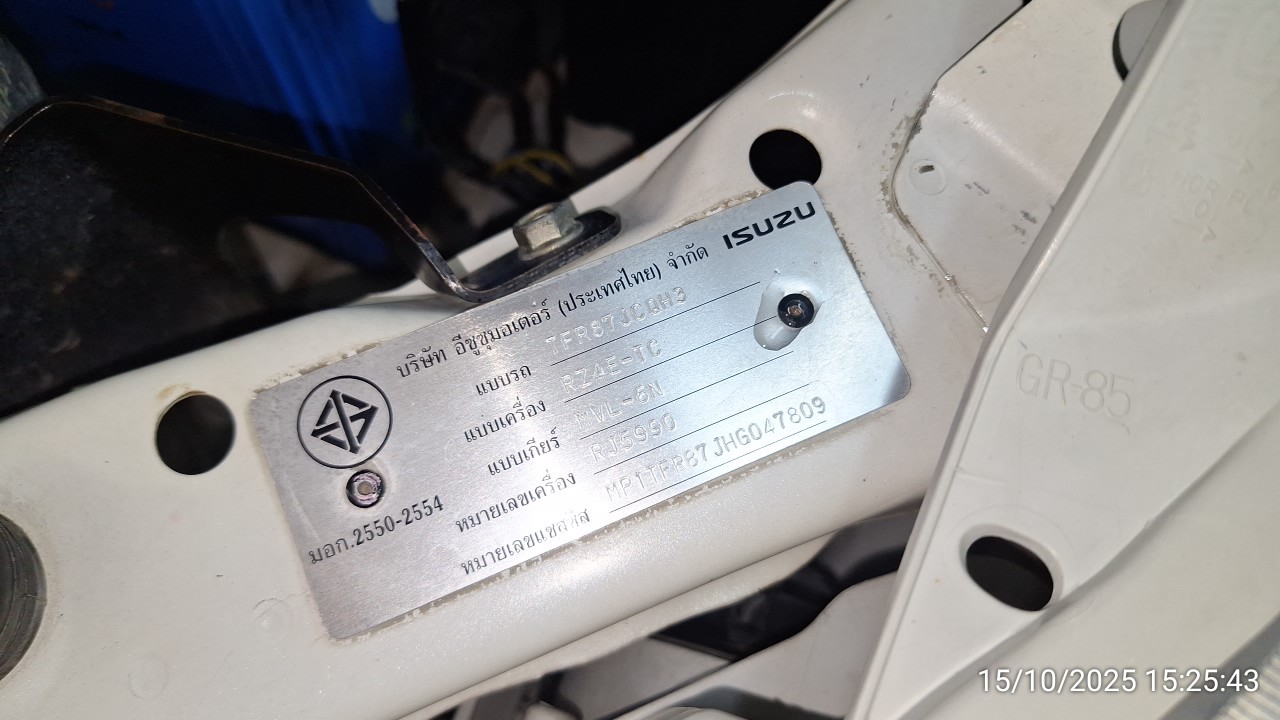 ISUZU
บริษัท อีซูซุมอเตอร์ (ประเทศไทย) จำกัด
แบบรถ TFR87JCQH3
แบบเครื่อง RZ4E-TC
แบบเกียร์ MVL-6N
หมายเลขเครื่อง RJ5990
หมายเลขแชสซีส MP1TFR87JHG047809
มอก.2550-2554
GR-85
15/10/2025 15:25:43